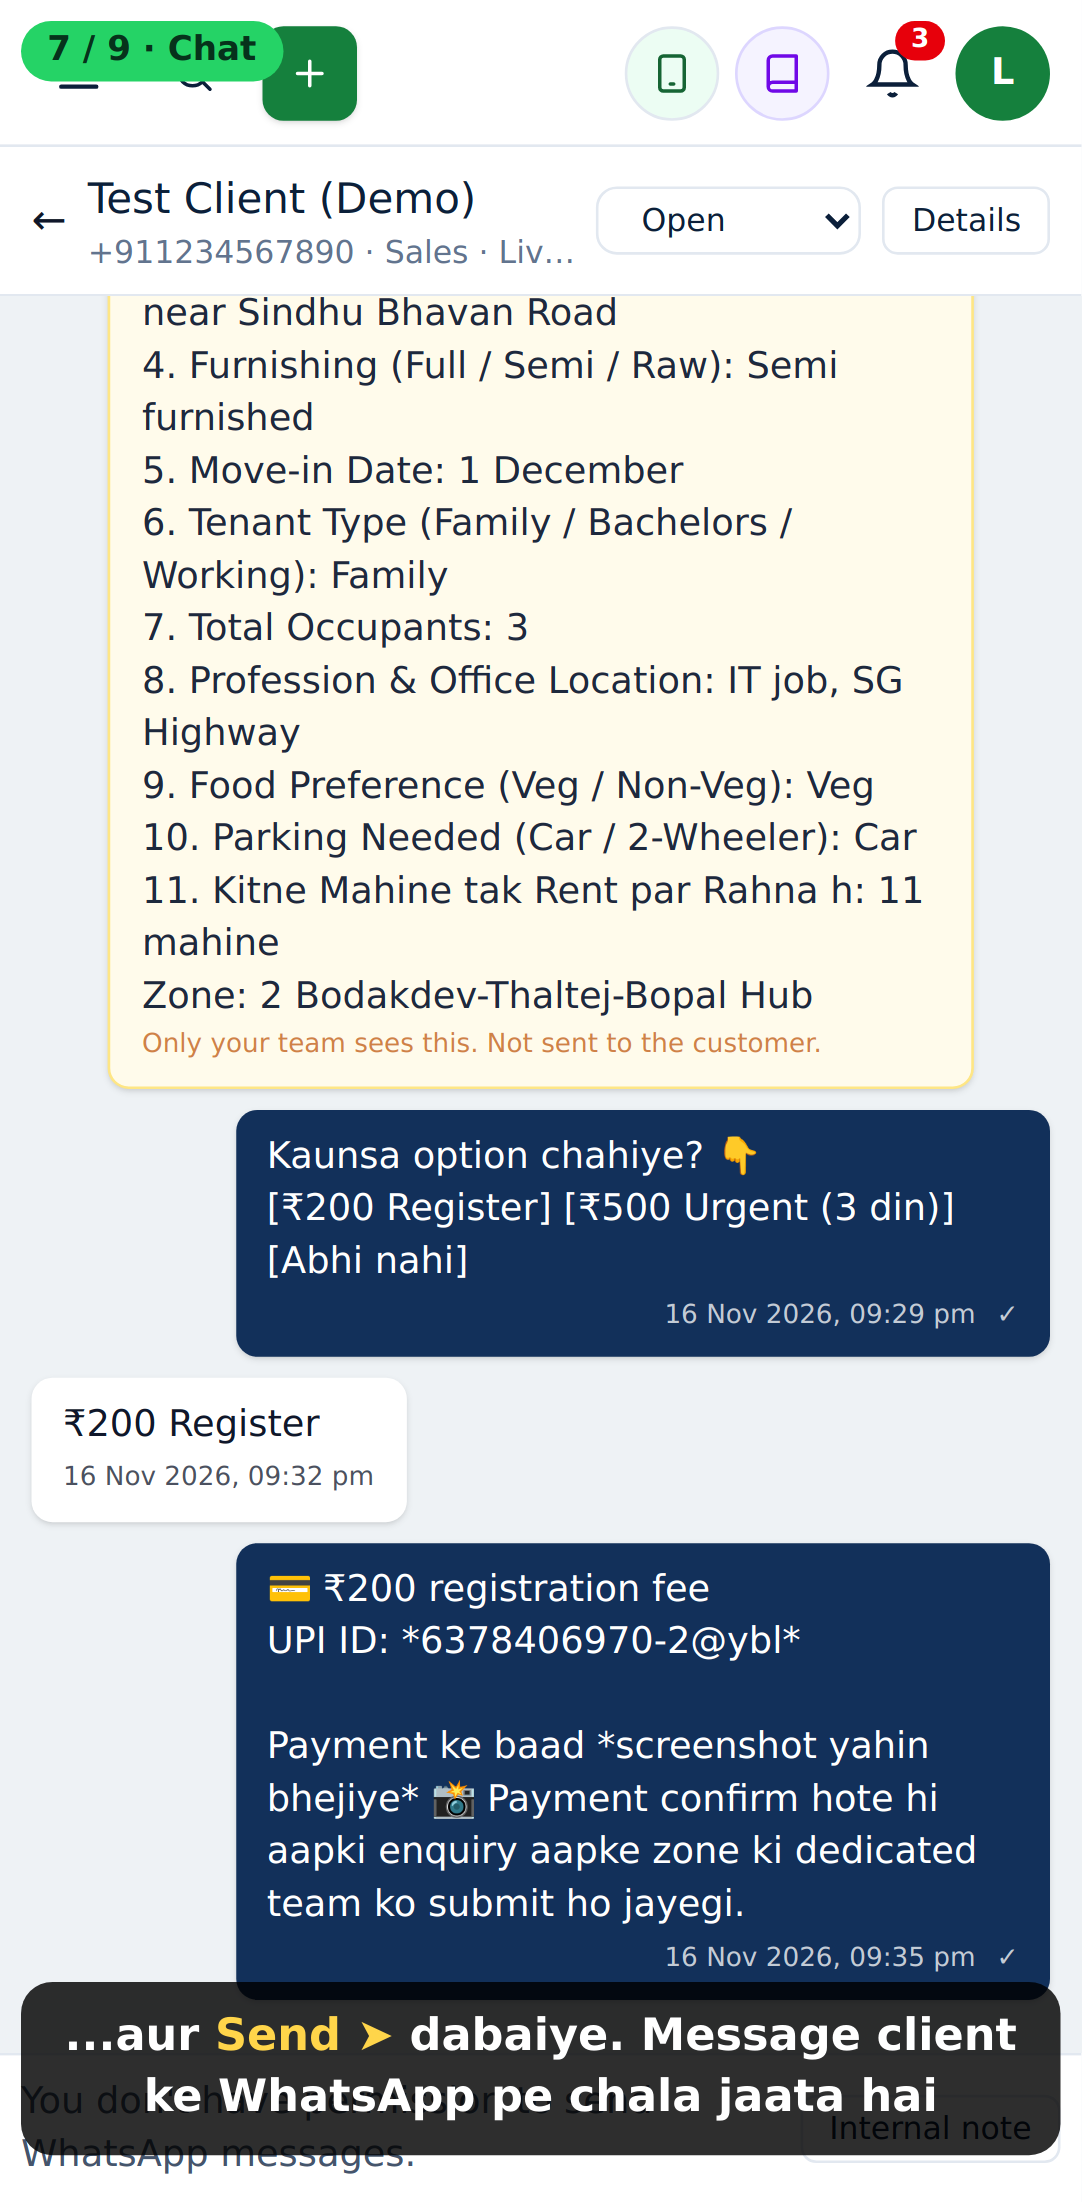 7 / 9 · Chat
+
3
L
←
Test Client (Demo)
+911234567890 · Sales · Liv...
Open
Details
near Sindhu Bhavan Road
4. Furnishing (Full / Semi / Raw): Semi
furnished
5. Move-in Date: 1 December
6. Tenant Type (Family / Bachelors /
Working): Family
7. Total Occupants: 3
8. Profession & Office Location: IT job, SG
Highway
9. Food Preference (Veg / Non-Veg): Veg
10. Parking Needed (Car / 2-Wheeler): Car
11. Kitne Mahine tak Rent par Rahna h: 11
mahine
Zone: 2 Bodakdev-Thaltej-Bopal Hub
Only your team sees this. Not sent to the customer.
Kaunsa option chahiye? 👇
[₹200 Register] [₹500 Urgent (3 din)]
[Abhi nahi]
16 Nov 2026, 09:29 pm ✓
₹200 Register
16 Nov 2026, 09:32 pm
💳 ₹200 registration fee
UPI ID: *6378406970-2@ybl*
Payment ke baad *screenshot yahin
bhejiye* 📸 Payment confirm hote hi
aapki enquiry aapke zone ki dedicated
team ko submit ho jayegi.
16 Nov 2026, 09:35 pm ✓
...aur Send ➤ dabaiye. Message client
ke WhatsApp pe chala jaata hai
You don't have permission to send
WhatsApp messages.
Internal note